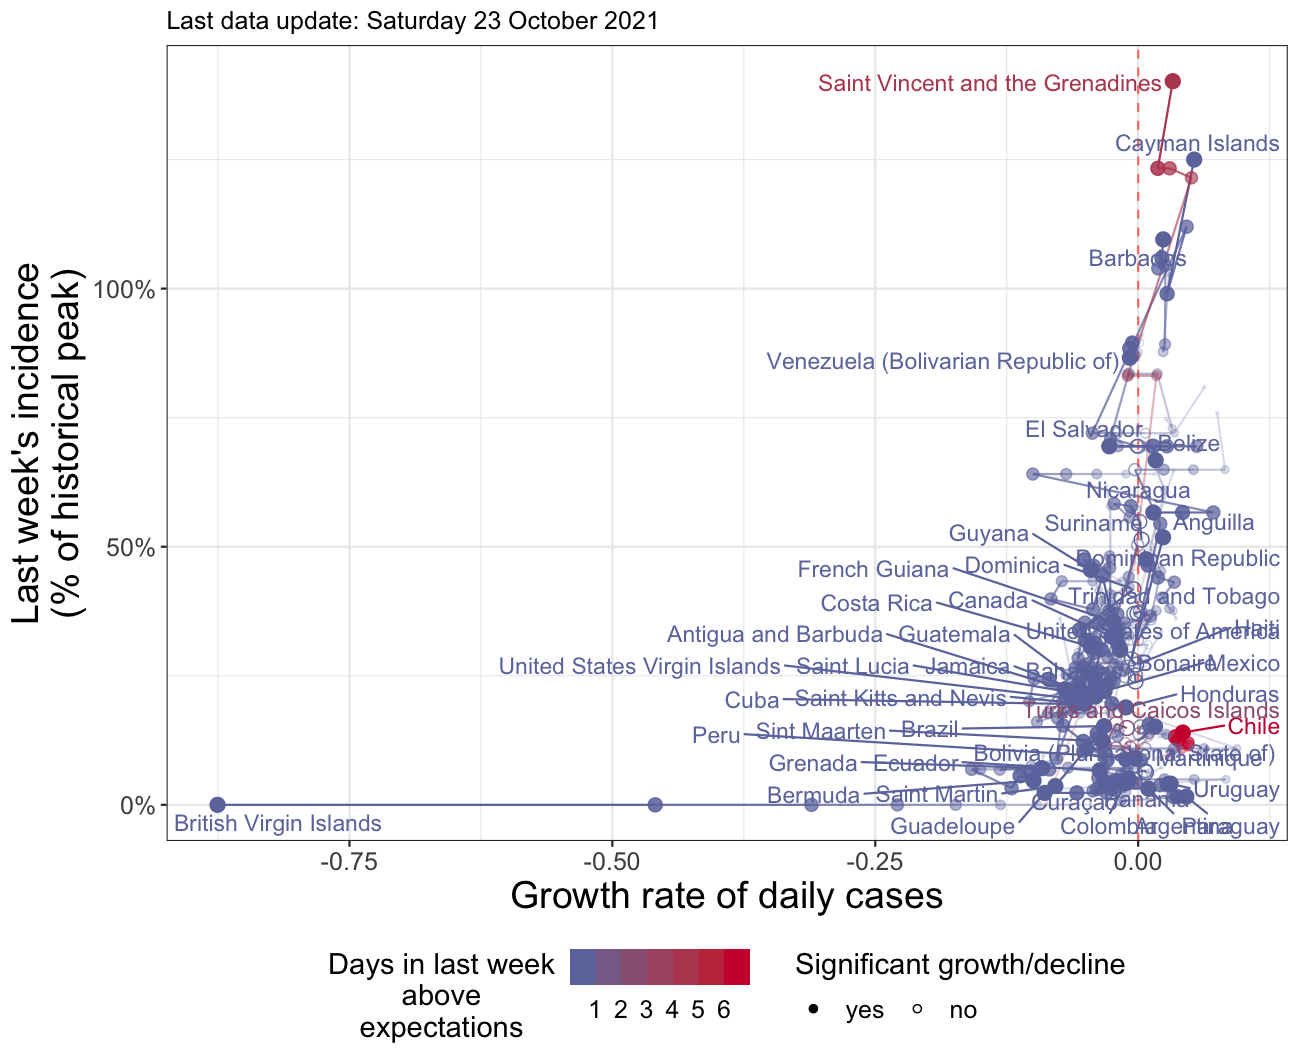 Last data update: Saturday 23 October 2021
Last week's incidence
(% of historical peak)
100%
50%
0%
Saint Vincent and the Grenadines
Cayman Islands
Barbados
Venezuela (Bolivarian Republic of)
El Salvador
Belize
Nicaragua
Suriname
Anguilla
Guyana
Dominican Republic
French Guiana
Dominica
Costa Rica
Canada
Trinidad and Tobago
Antigua and Barbuda
Guatemala
United States of America
Haiti
United States Virgin Islands
Saint Lucia
Jamaica
Bonaire
Mexico
Cuba
Saint Kitts and Nevis
Honduras
Turks and Caicos Islands
Chile
Peru
Sint Maarten
Brazil
Bolivia (Plurinational State of)
Martinique
Grenada
Ecuador
Bermuda
Saint Martin
Curaçao
Panama
Uruguay
British Virgin Islands
Guadeloupe
Colombia
Argentina
Paraguay
-0.75
-0.50
-0.25
0.00
Growth rate of daily cases
Days in last week
above
expectations
1 2 3 4 5 6
Significant growth/decline
yes
no